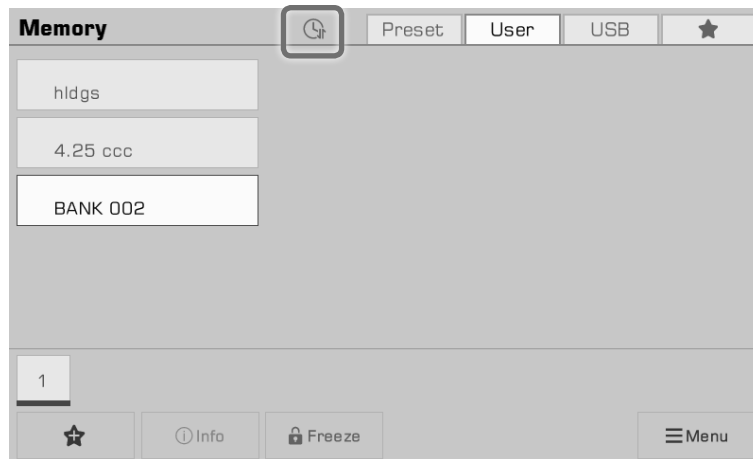 Memory
Preset
User
USB
hldgs
4.25 ccc
BANK 002
1
Info
Freeze
Menu